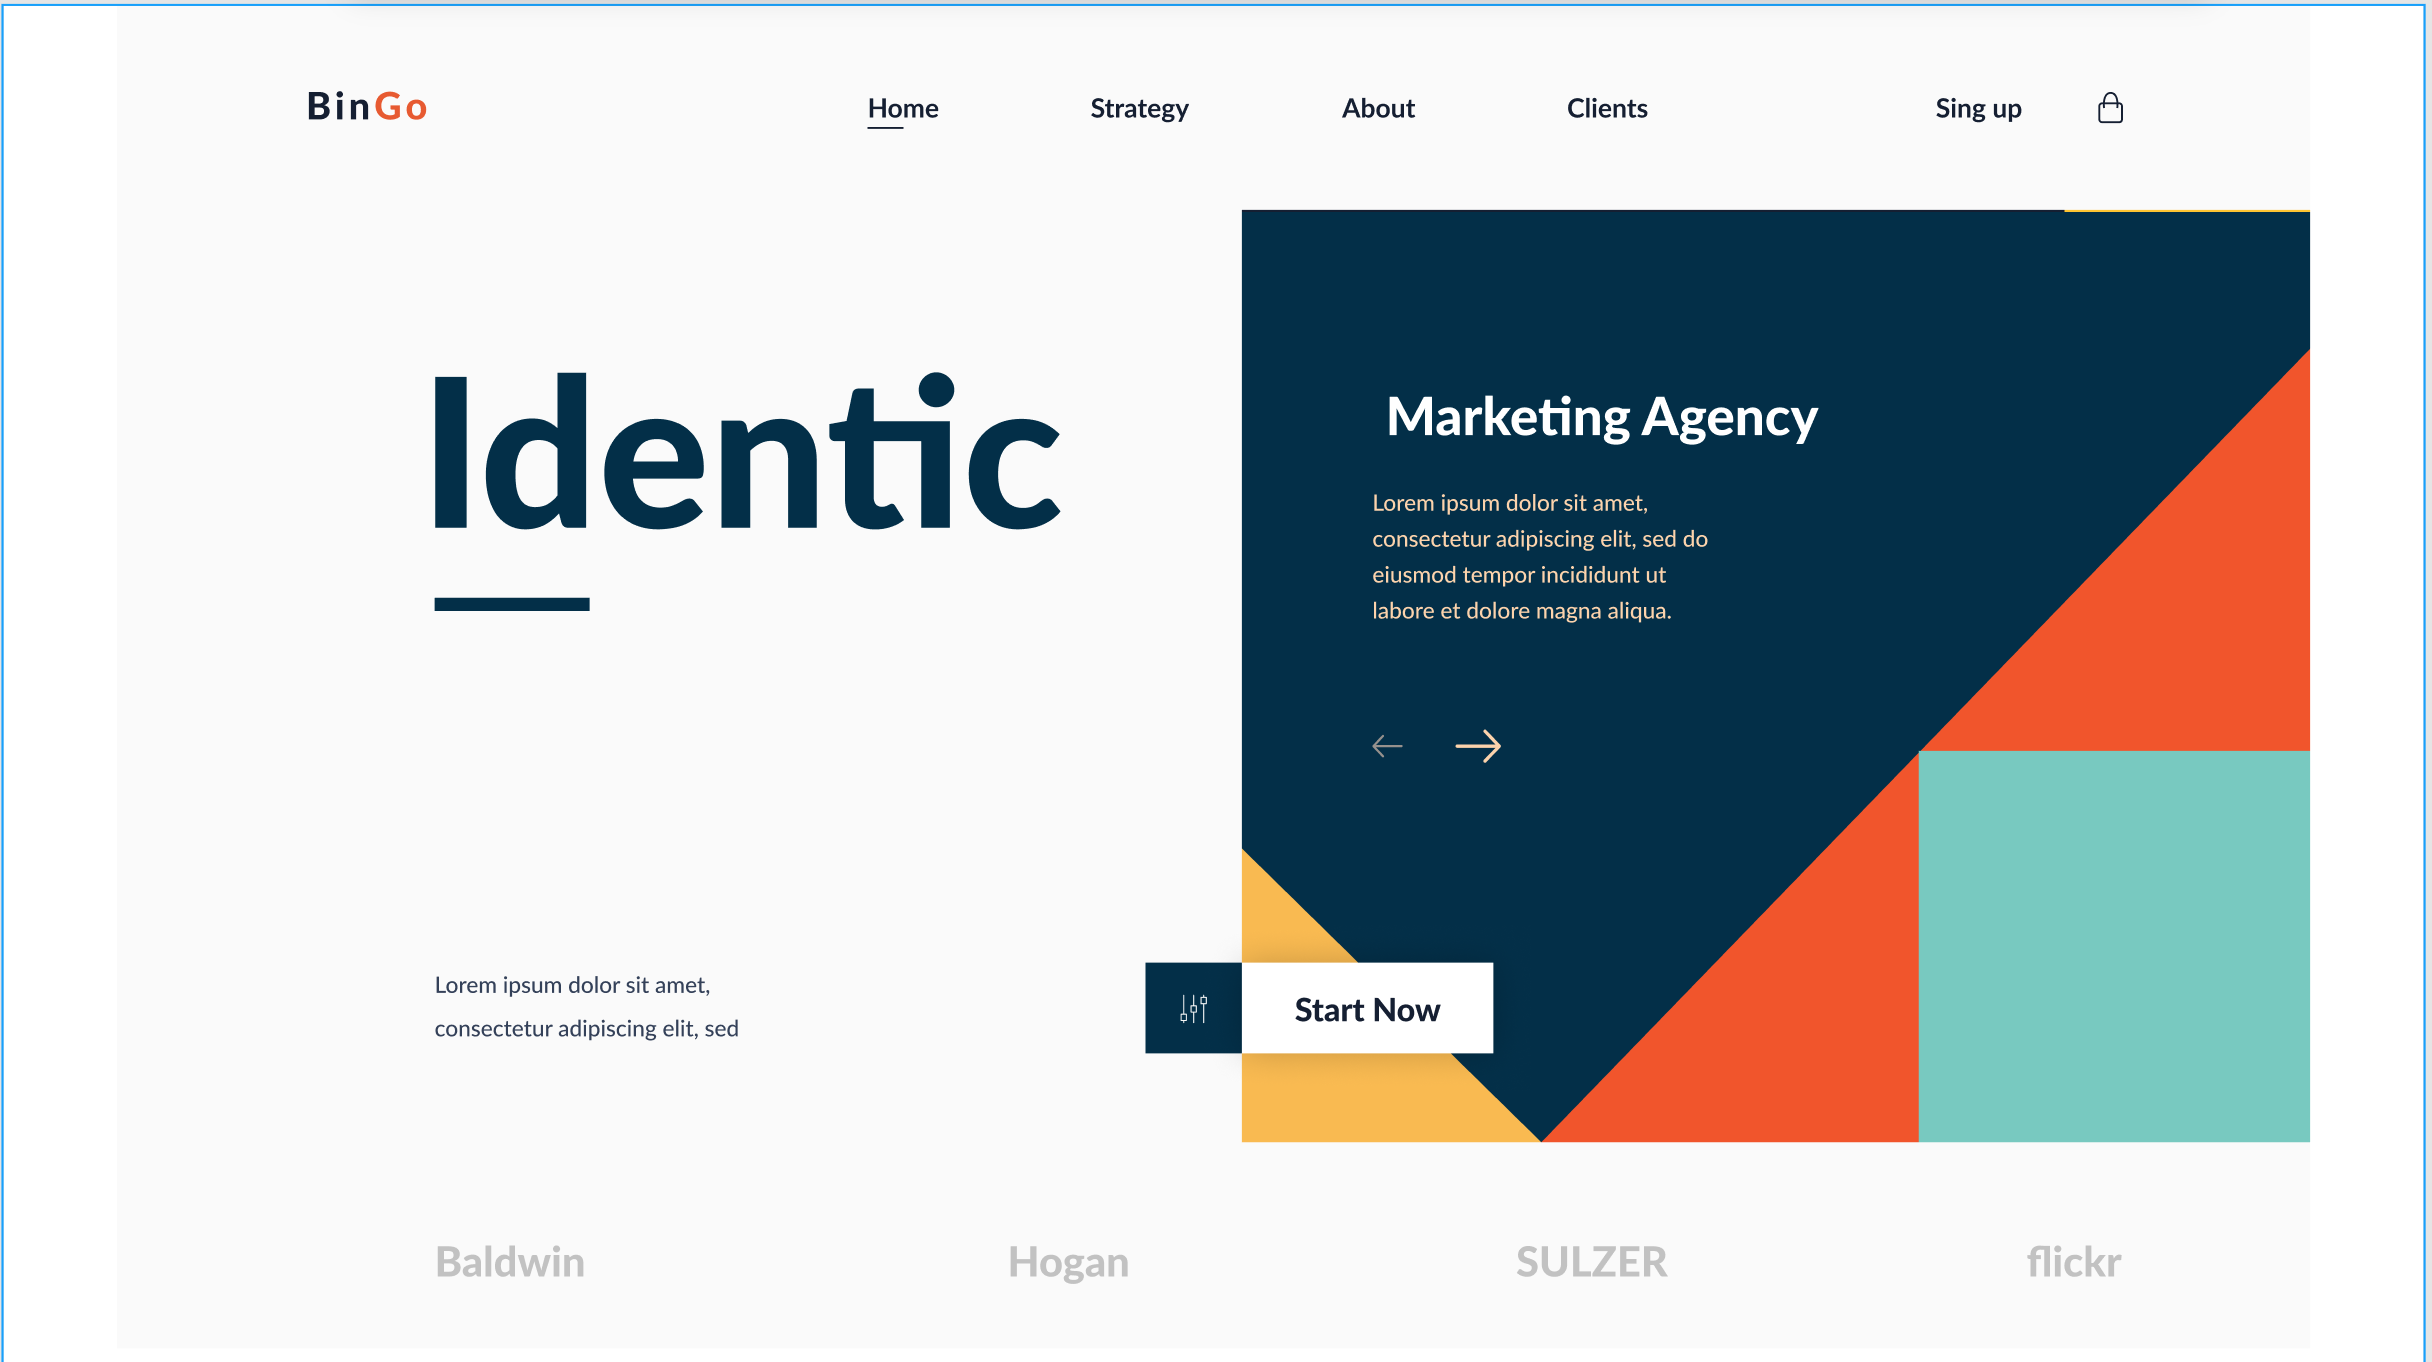 BinGo
Home
Strategy
About
Clients
Sing up
Identic
Marketing Agency
Lorem ipsum dolor sit amet,
consectetur adipiscing elit, sed do
eiusmod tempor incididunt ut
labore et dolore magna aliqua.
Lorem ipsum dolor sit amet,
consectetur adipiscing elit, sed
Start Now
Baldwin
Hogan
SULZER
flickr